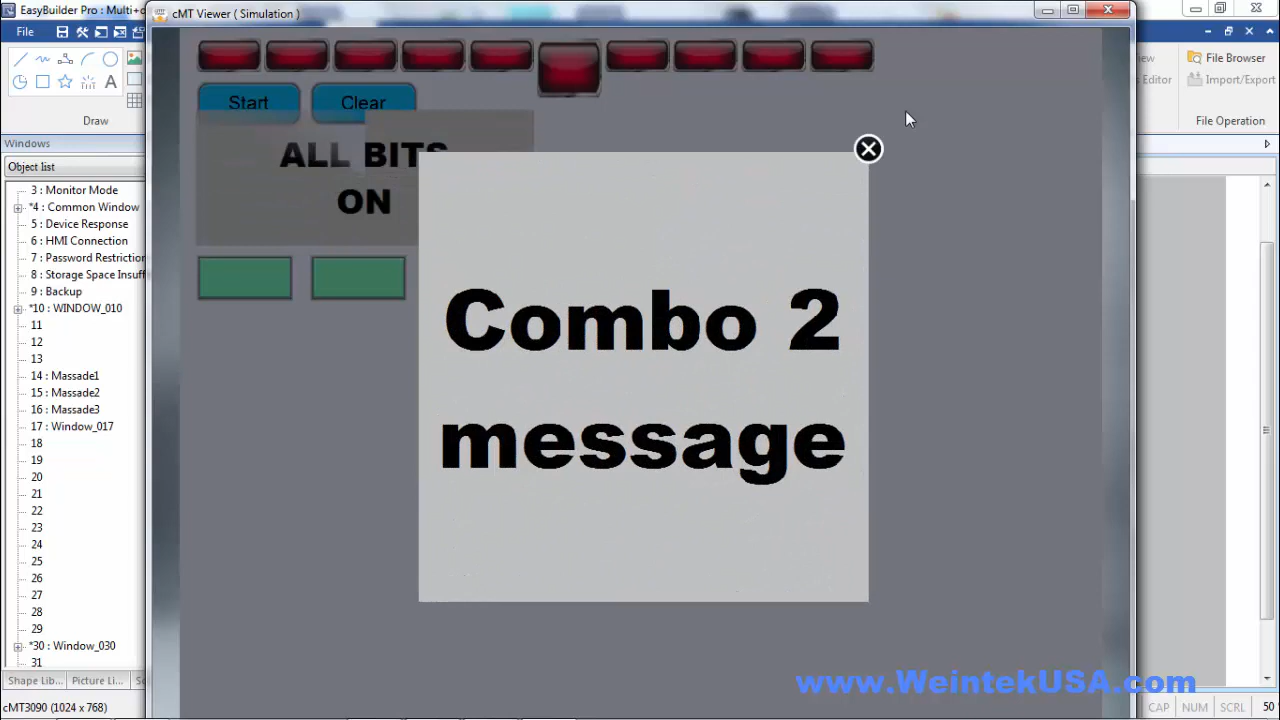 EasyBuilder Pro : Multi+c
cMT Viewer ( Simulation )
File
File Browser
Editor
Import/Export
Draw
File Operation
Windows
Object list
3 : Monitor Mode
*4 : Common Window
5 : Device Response
6 : HMI Connection
7 : Password Restriction
8 : Storage Space Insuff
9 : Backup
*10 : WINDOW_010
11
12
13
14 : Massade1
15 : Massade2
16 : Massade3
17 : Window_017
18
19
20
21
22
23
24
25
26
27
28
29
*30 : Window_030
31
Start
Clear
ALL BITS
ON
Combo 2
message
Shape Lib...
Picture Li...
www.WeintekUSA.com
cMT3090 (1024 x 768)
CAP
NUM
SCRL
50